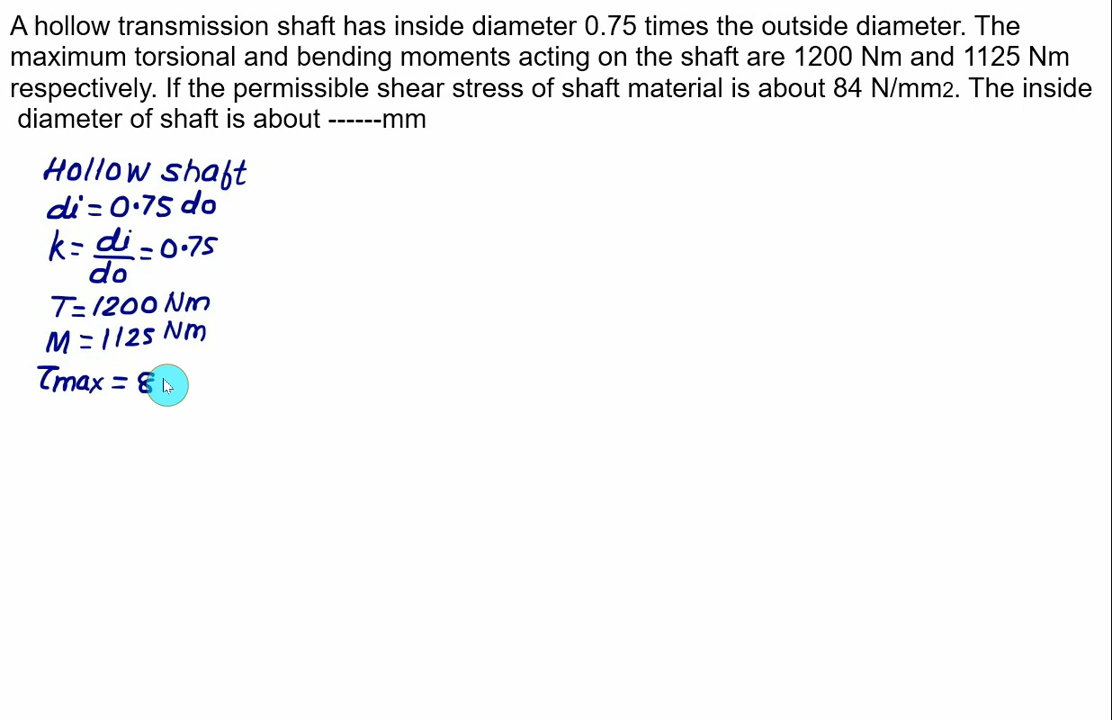 A hollow transmission shaft has inside diameter 0.75 times the outside diameter. The
maximum torsional and bending moments acting on the shaft are 1200 Nm and 1125 Nm
respectively. If the permissible shear stress of shaft material is about 84 N/mm2. The inside
diameter of shaft is about ------mm
Hollow shaft
di = 0.75 do
k = di/do = 0.75
T = 1200 Nm
M = 1125 Nm
τmax = 8